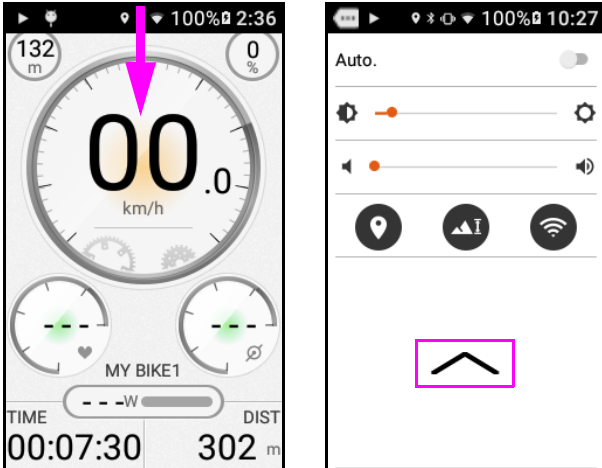 100% 2:36
132
m
0
%
00.0
km/h
---
---
MY BIKE1
---W
TIME
DIST
00:07:30
302 m
100% 10:27
Auto.